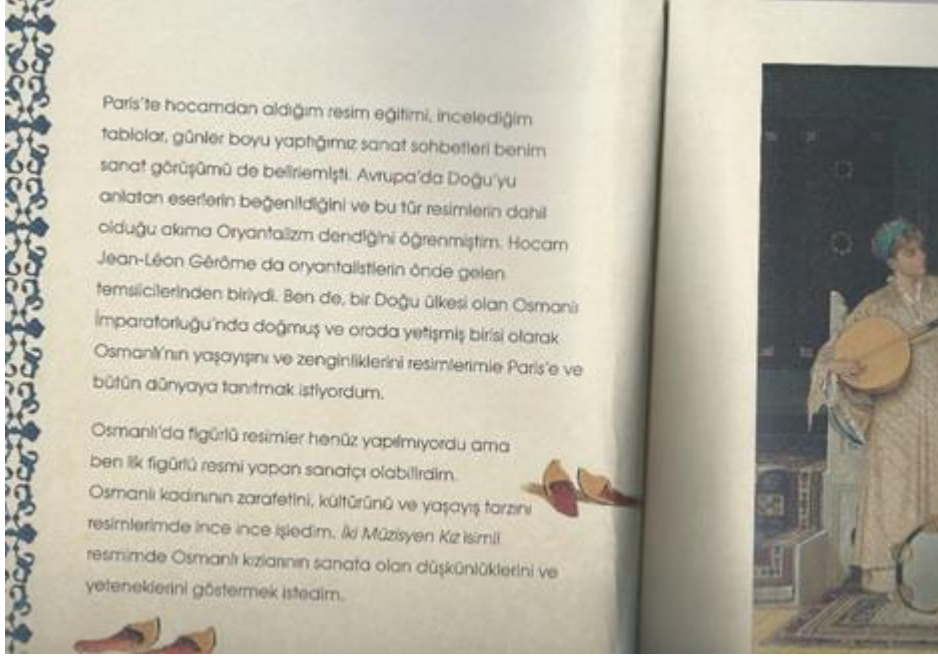 Paris'te hocamdan aldığım resim eğitimi, incelediğim
tablolar, günler boyu yaptığımız sanat sohbetleri benim
sanat görüşümü de belirlemişti. Avrupa'da Doğu'yu
anlatan eserlerin beğenildiğini ve bu tür resimlerin dahil
olduğu akıma Oryantalizm dendiğini öğrenmiştim. Hocam
Jean-Léon Gérôme da oryantalistlerin önde gelen
temsilcilerinden biriydi. Ben de, bir Doğu ülkesi olan Osmanlı
İmparatorluğu'nda doğmuş ve orada yetişmiş birisi olarak
Osmanlı'nın yaşayışını ve zenginliklerini resimlerimle Paris'e ve
bütün dünyaya tanıtmak istiyordum.
Osmanlı'da figürlü resimler henüz yapılmıyordu ama
ben ilk figürlü resmi yapan sanatçı olabilirdim.
Osmanlı kadınının zarafetini, kültürünü ve yaşayış tarzını
resimlerimde ince ince işledim. İki Müzisyen Kız isimli
resmimde Osmanlı kızlarının sanata olan düşkünlüklerini ve
yeteneklerini göstermek istedim.